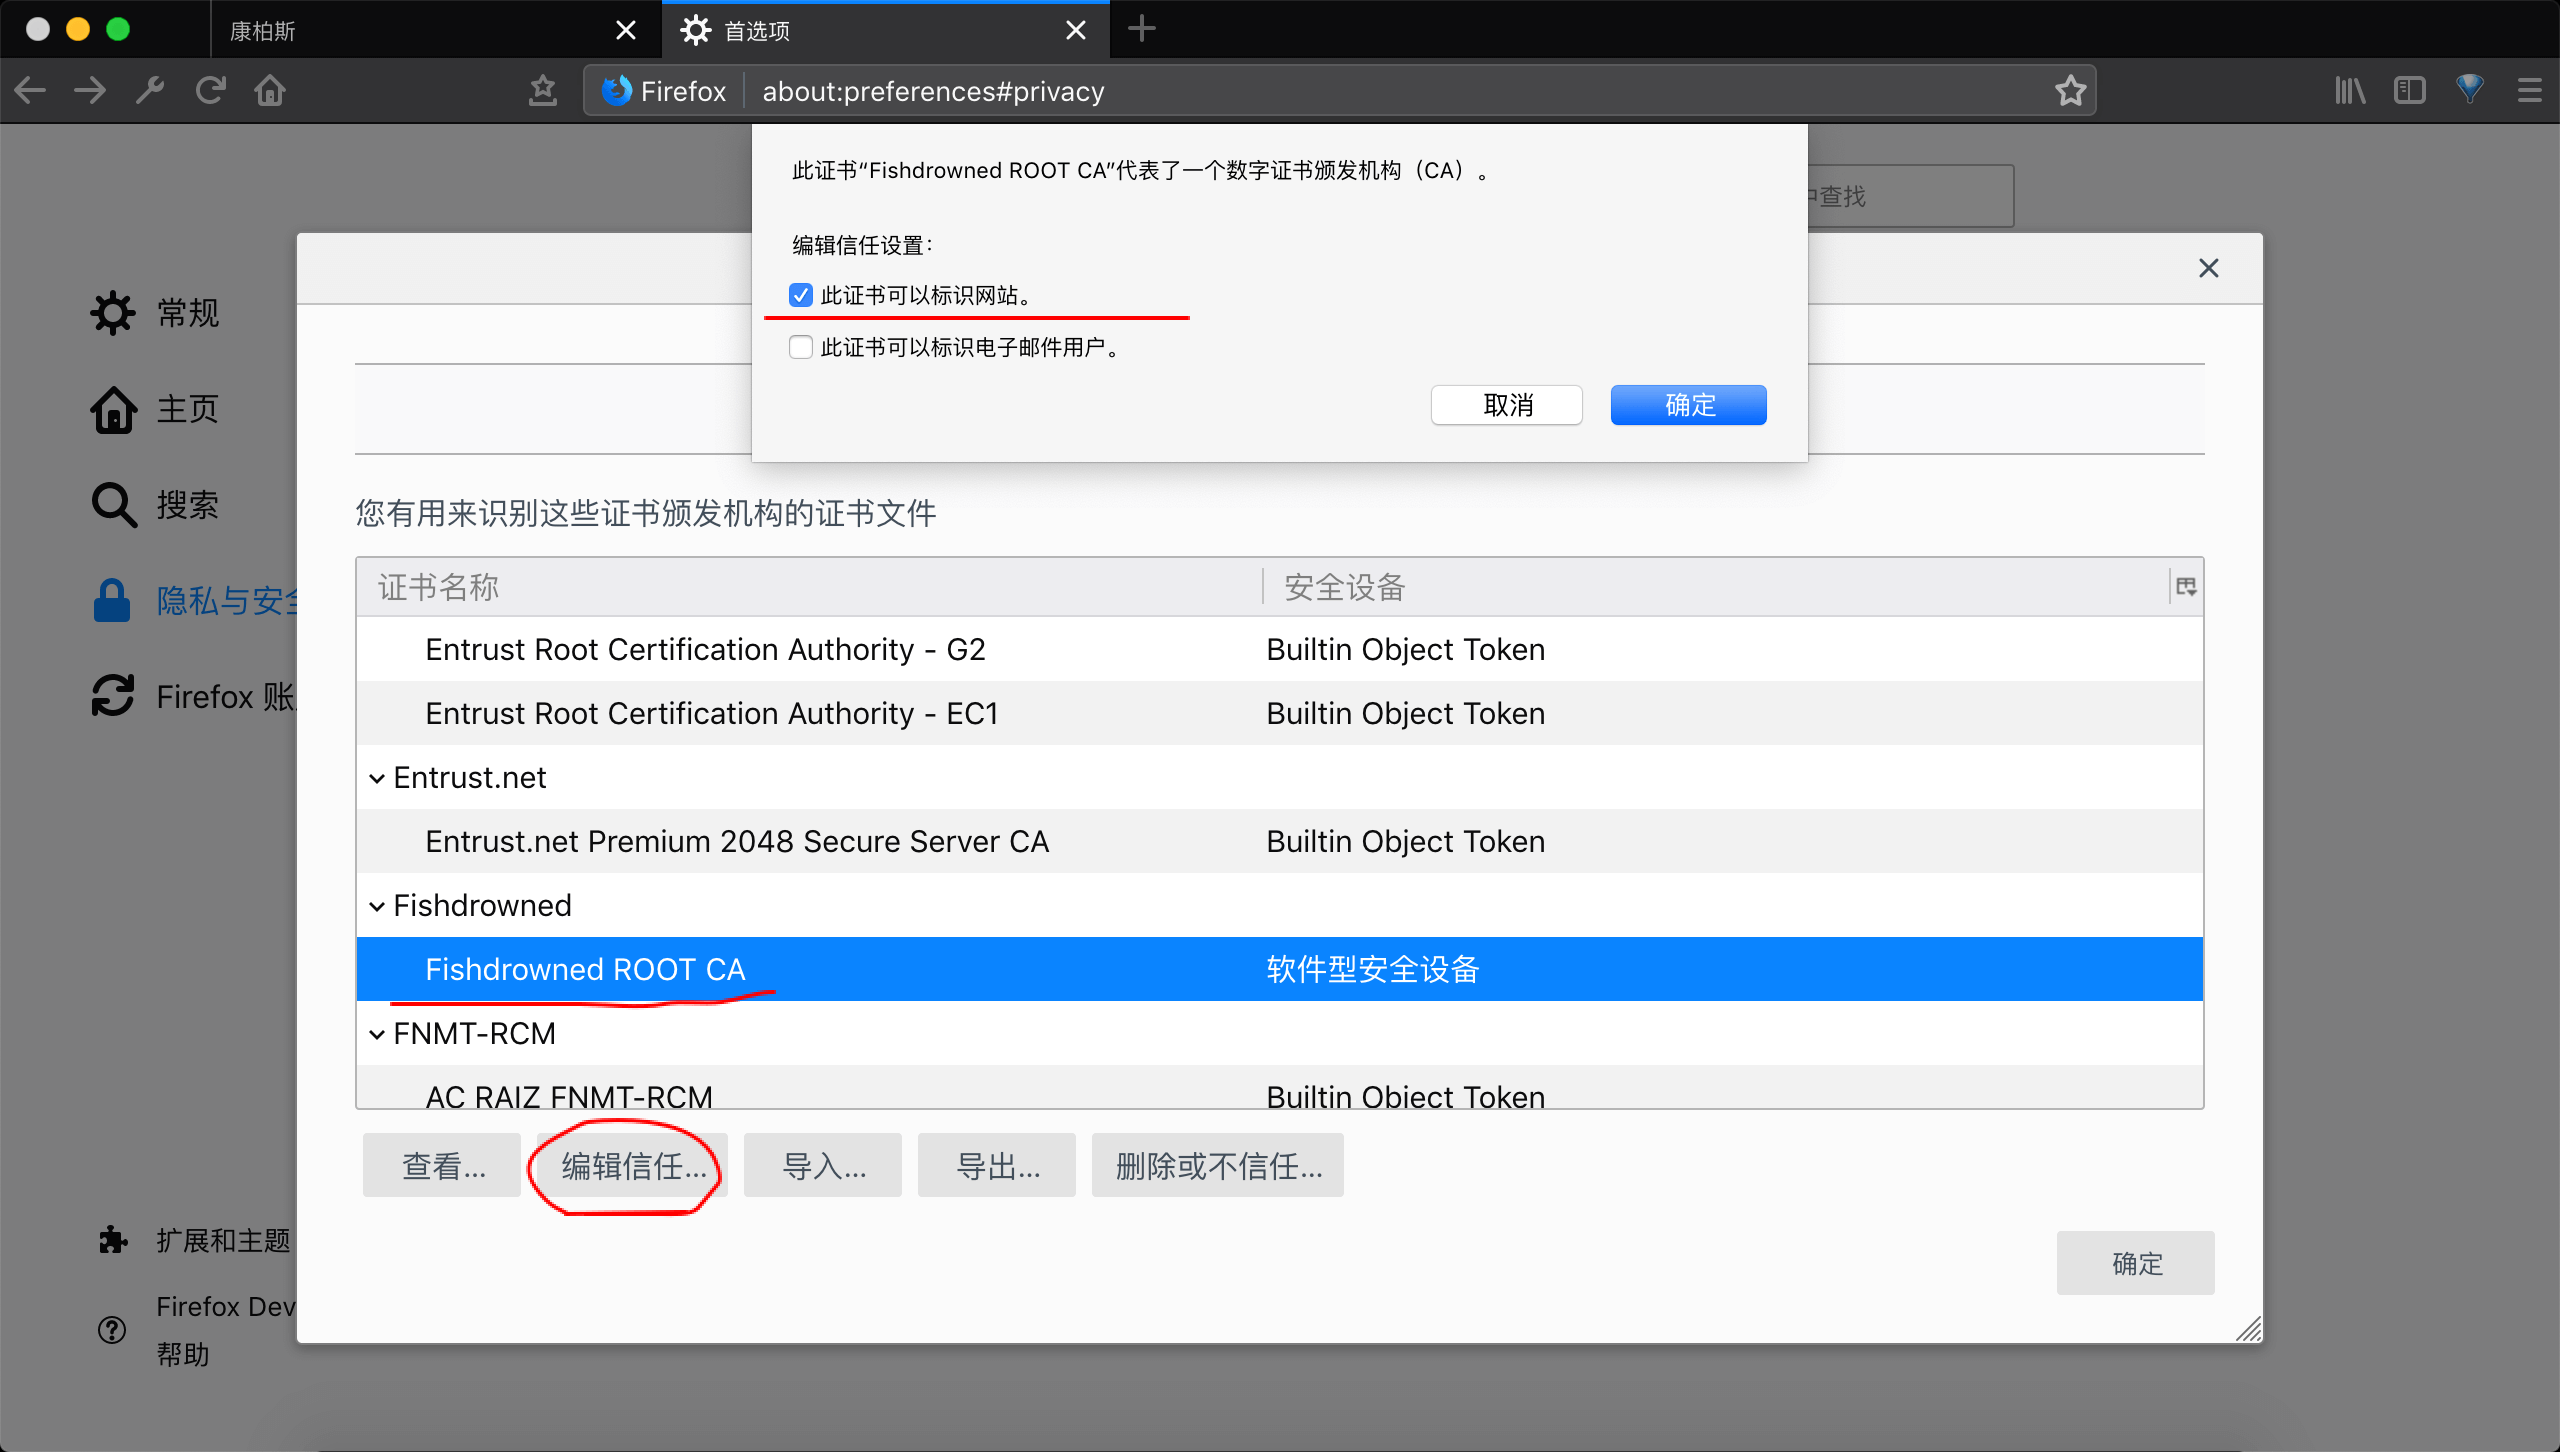 康柏斯
首选项
Firefox
about:preferences#privacy
此证书“Fishdrowned ROOT CA”代表了一个数字证书颁发机构（CA）。
中查找
编辑信任设置：
此证书可以标识网站。
此证书可以标识电子邮件用户。
取消
确定
常规
主页
搜索
隐私与安全
Firefox 账
您有用来识别这些证书颁发机构的证书文件
证书名称
安全设备
Entrust Root Certification Authority - G2
Builtin Object Token
Entrust Root Certification Authority - EC1
Builtin Object Token
Entrust.net
Entrust.net Premium 2048 Secure Server CA
Builtin Object Token
Fishdrowned
Fishdrowned ROOT CA
软件型安全设备
FNMT-RCM
AC RAIZ FNMT-RCM
Builtin Object Token
查看...
编辑信任...
导入...
导出...
删除或不信任...
扩展和主题
Firefox Dev
帮助
确定